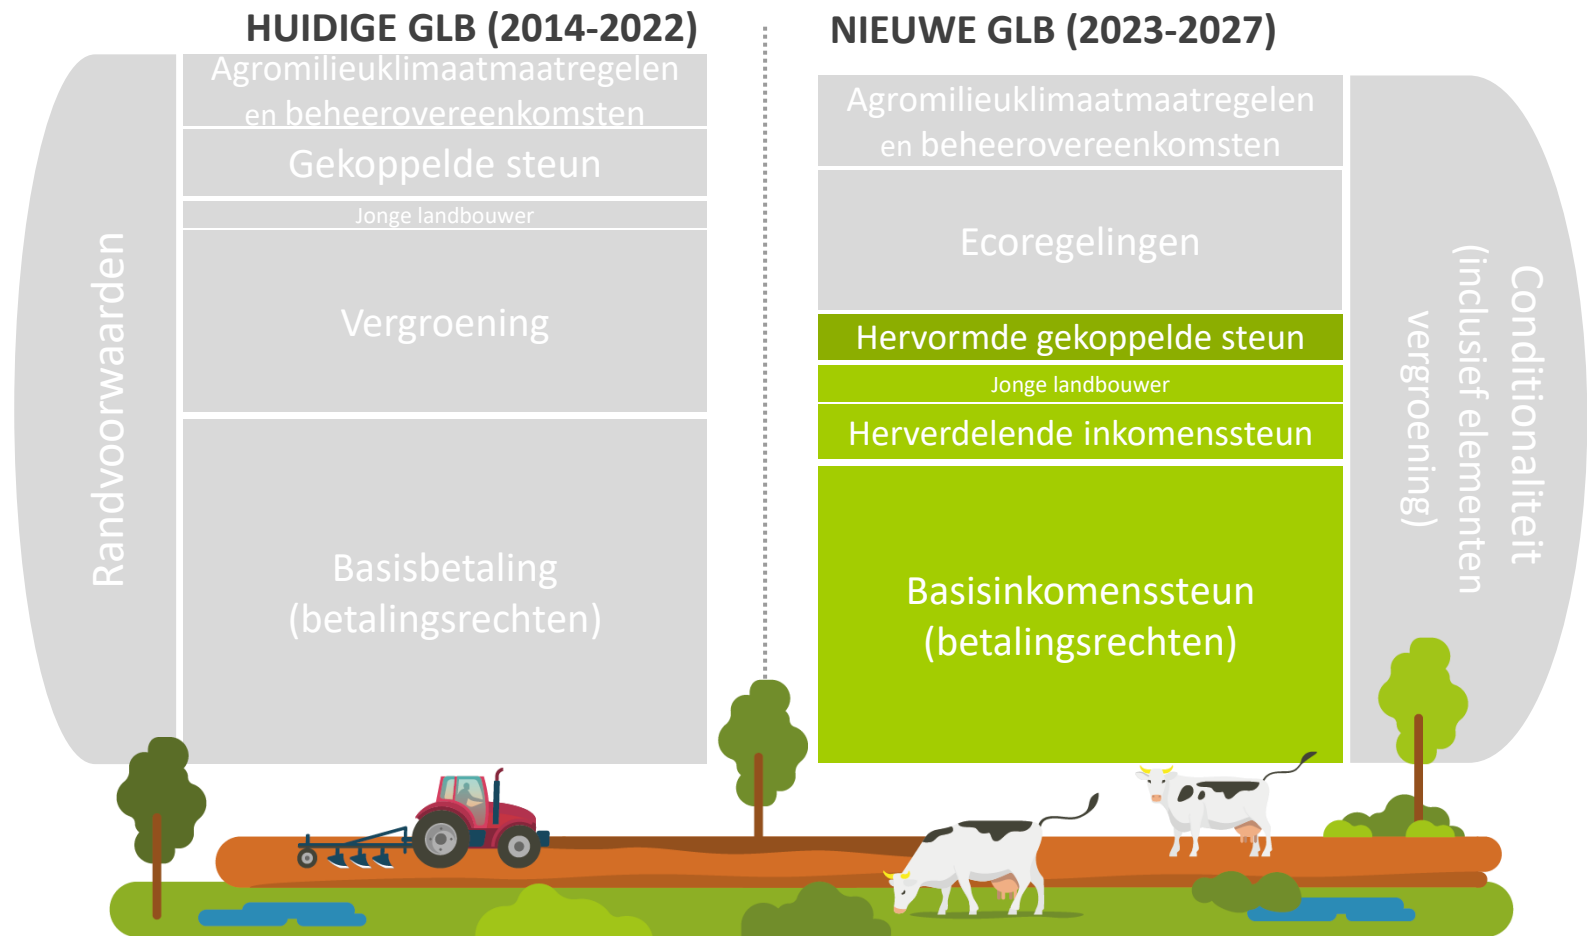 HUIDIGE GLB (2014-2022)
Agromilieuklimaatmaatregelen
en beheerovereenkomsten
Gekoppelde steun
Jonge landbouwer
Vergroening
Basisbetaling
(betalingsrechten)
Randvoorwaarden
NIEUWE GLB (2023-2027)
Agromilieuklimaatmaatregelen
en beheerovereenkomsten
Ecoregelingen
Hervormde gekoppelde steun
Jonge landbouwer
Herverdelende inkomenssteun
Basisinkomenssteun
(betalingsrechten)
Conditionaliteit
(inclusief elementen
vergroening)